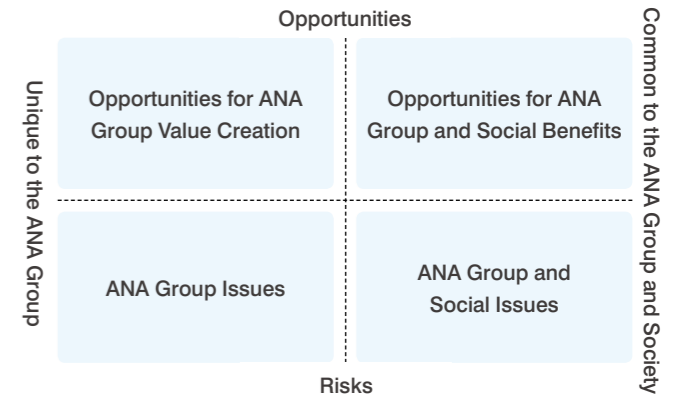 Opportunities
Unique to the ANA Group
Opportunities for ANA
Group Value Creation
Opportunities for ANA
Group and Social Benefits
Common to the ANA Group and Society
ANA Group Issues
ANA Group and
Social Issues
Risks